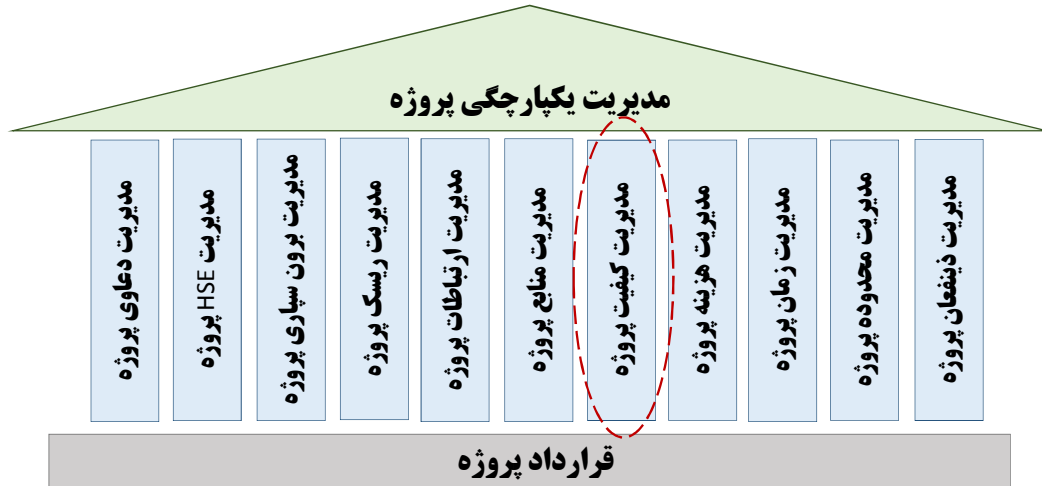 مدیریت یکپارچگی پروژه
مدیریت ذینفعان پروژه
مدیریت محدوده پروژه
مدیریت زمان پروژه
مدیریت هزینه پروژه
مدیریت کیفیت پروژه
مدیریت منابع پروژه
مدیریت ارتباطات پروژه
مدیریت ریسک پروژه
مدیریت برون سپاری پروژه
مدیریت HSE پروژه
مدیریت دعاوی پروژه
قرارداد پروژه